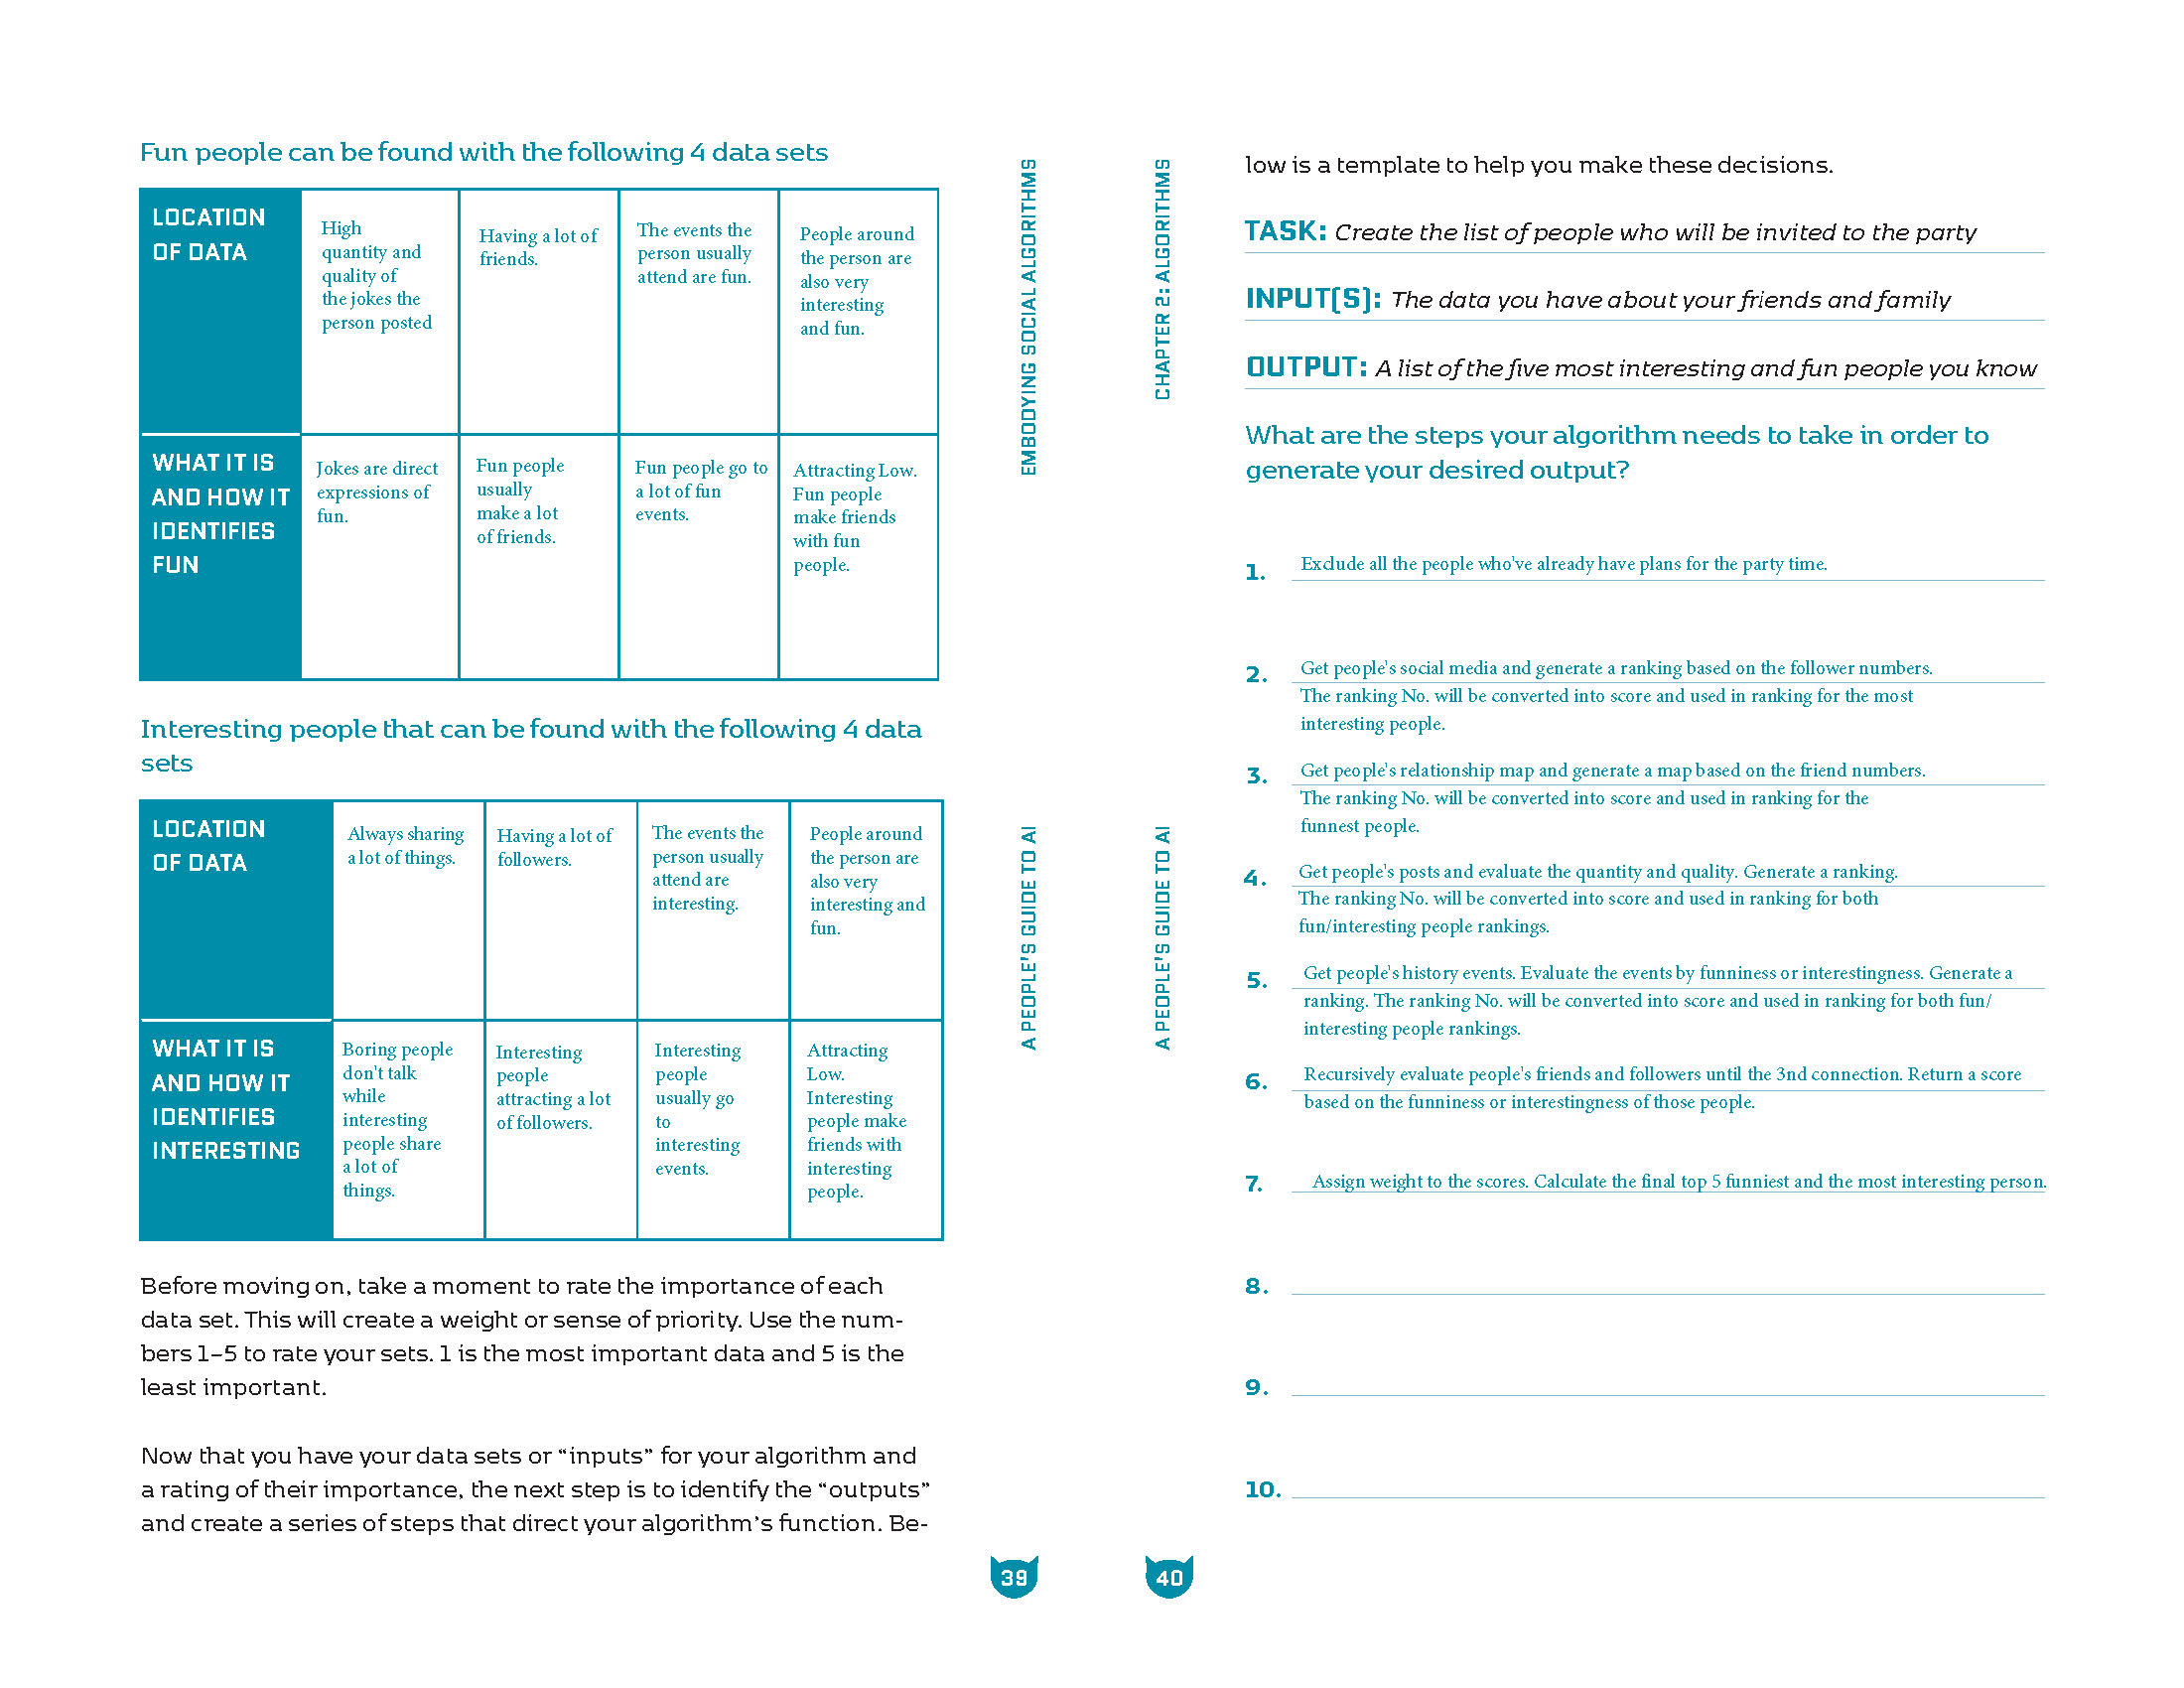 Fun people can be found with the following 4 data sets
LOCATION
OF DATA
High
quantity and
quality of
the jokes the
person posted
Having a lot of
friends.
The events the
person usually
attend are fun.
People around
the person are
also very
interesting
and fun.
WHAT IT IS
AND HOW IT
IDENTIFIES
FUN
Jokes are direct
expressions of
fun.
Fun people
usually
make a lot
of friends.
Fun people go to
a lot of fun
events.
Attracting Low.
Fun people
make friends
with fun
people.
Interesting people that can be found with the following 4 data
sets
LOCATION
OF DATA
Always sharing
a lot of things.
Having a lot of
followers.
The events the
person usually
attend are
interesting.
People around
the person are
also very
interesting and
fun.
WHAT IT IS
AND HOW IT
IDENTIFIES
INTERESTING
Boring people
don't talk
while
interesting
people share
a lot of
things.
Interesting
people
attracting a lot
of followers.
Interesting
people
usually go
to
interesting
events.
Attracting
Low.
Interesting
people make
friends with
interesting
people.
Before moving on, take a moment to rate the importance of each
data set. This will create a weight or sense of priority. Use the num-
bers 1–5 to rate your sets. 1 is the most important data and 5 is the
least important.
Now that you have your data sets or “inputs” for your algorithm and
a rating of their importance, the next step is to identify the “outputs”
and create a series of steps that direct your algorithm’s function. Be-
EMBODYING SOCIAL ALGORITHMS
A PEOPLE'S GUIDE TO AI
39
CHAPTER 2: ALGORITHMS
A PEOPLE'S GUIDE TO AI
40
low is a template to help you make these decisions.
TASK: Create the list of people who will be invited to the party
INPUT(S): The data you have about your friends and family
OUTPUT: A list of the five most interesting and fun people you know
What are the steps your algorithm needs to take in order to
generate your desired output?
1. Exclude all the people who've already have plans for the party time.
2. Get people's social media and generate a ranking based on the follower numbers.
The ranking No. will be converted into score and used in ranking for the most
interesting people.
3. Get people's relationship map and generate a map based on the friend numbers.
The ranking No. will be converted into score and used in ranking for the
funnest people.
4. Get people's posts and evaluate the quantity and quality. Generate a ranking.
The ranking No. will be converted into score and used in ranking for both
fun/interesting people rankings.
5. Get people's history events. Evaluate the events by funniness or interestingness. Generate a
ranking. The ranking No. will be converted into score and used in ranking for both fun/
interesting people rankings.
6. Recursively evaluate people's friends and followers until the 3nd connection. Return a score
based on the funniness or interestingness of those people.
7. Assign weight to the scores. Calculate the final top 5 funniest and the most interesting person.
8.
9.
10.